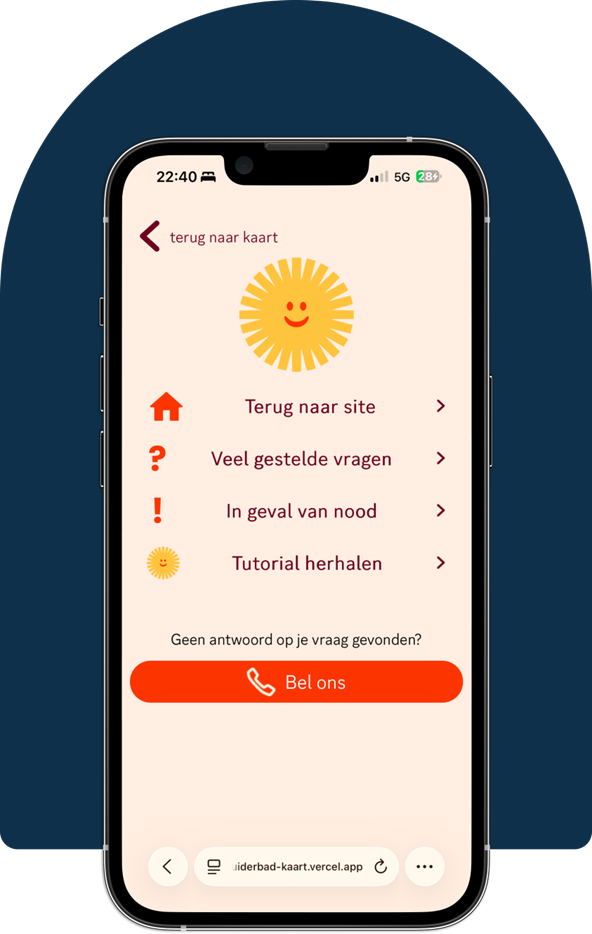 22:40
5G
28
terug naar kaart
Terug naar site
? Veel gestelde vragen
! In geval van nood
Tutorial herhalen
Geen antwoord op je vraag gevonden?
Bel ons
iderbad-kaart.vercel.app